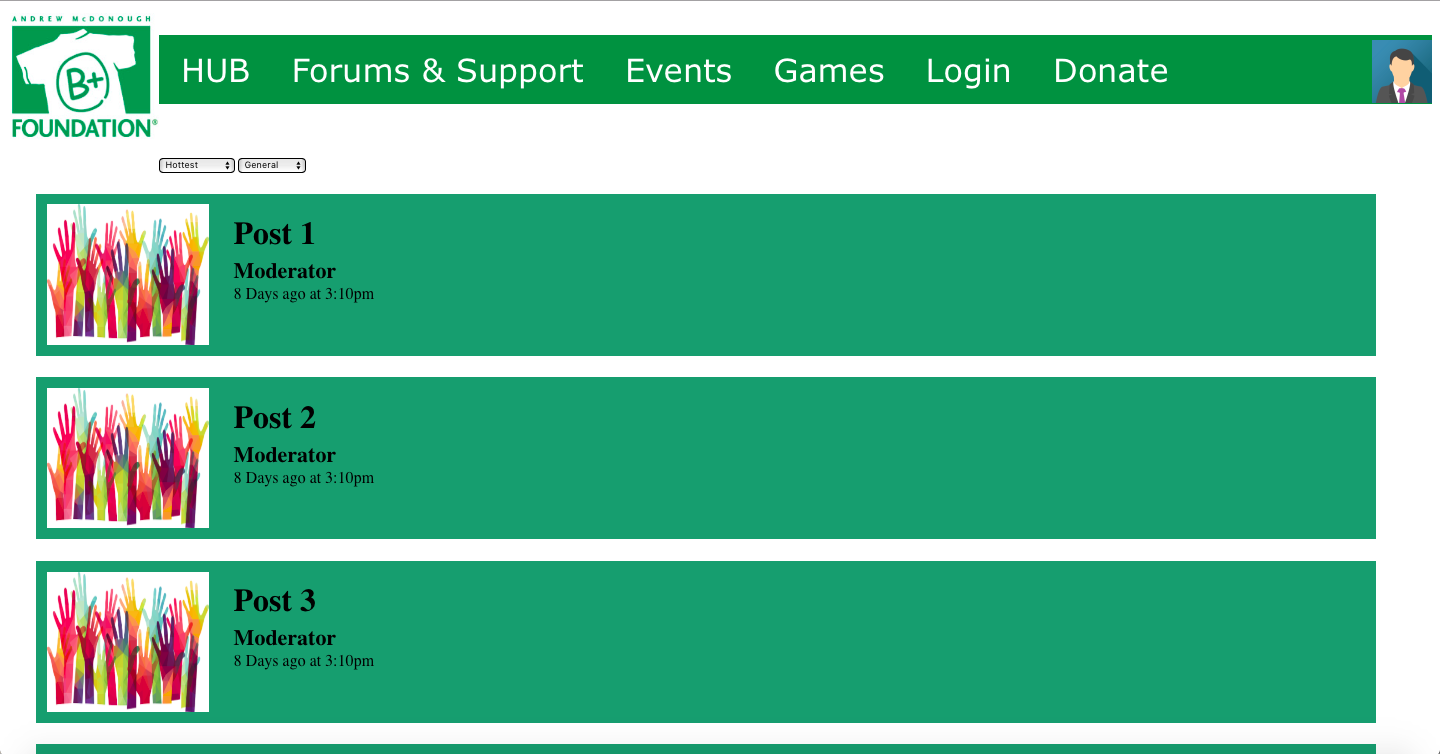 ANDREW McDONOUGH
B+
FOUNDATION®
HUB Forums & Support Events Games Login Donate
Hottest General
Post 1
Moderator
8 Days ago at 3:10pm
Post 2
Moderator
8 Days ago at 3:10pm
Post 3
Moderator
8 Days ago at 3:10pm